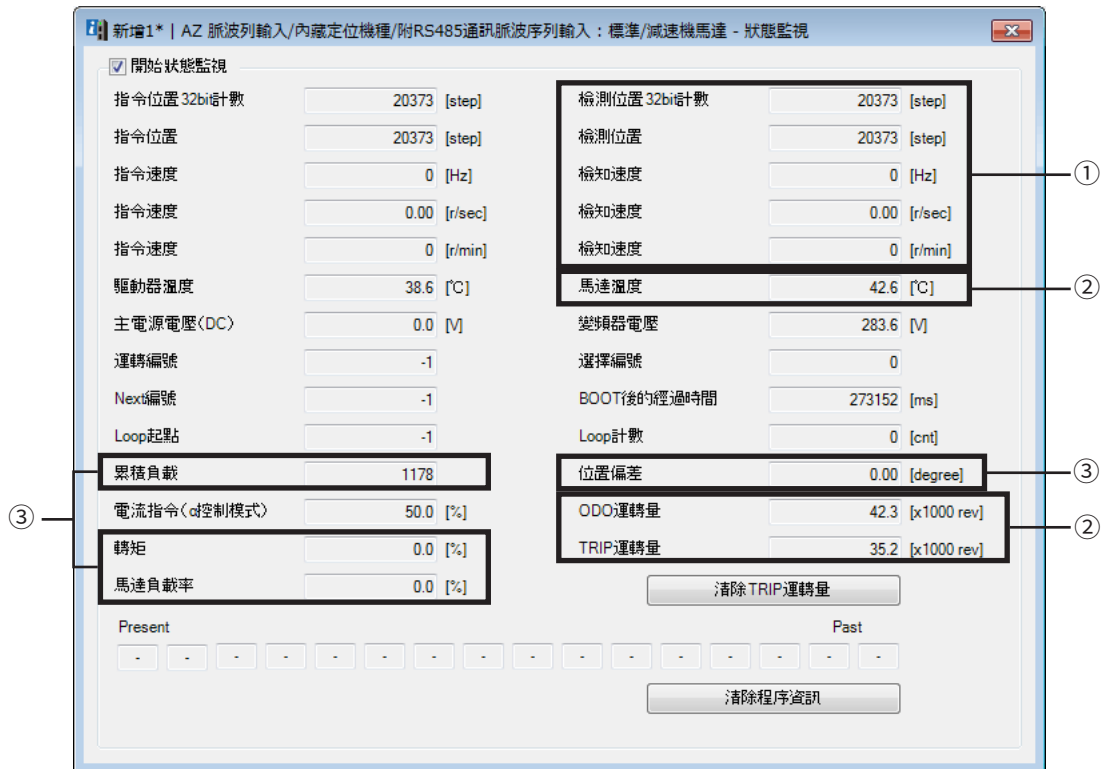 新增1* | AZ 脈波列輸入/內藏定位機種/附RS485通訊脈波序列輸入：標準/減速機馬達 - 狀態監視
開始狀態監視
指令位置32bit計數 20373 [step] 檢測位置32bit計數 20373 [step]
指令位置 20373 [step] 檢測位置 20373 [step]
指令速度 0 [Hz] 檢知速度 0 [Hz] ①
指令速度 0.00 [r/sec] 檢知速度 0.00 [r/sec]
指令速度 0 [r/min] 檢知速度 0 [r/min]
驅動器溫度 38.6 [℃] 馬達溫度 42.6 [℃] ②
主電源電壓(DC) 0.0 [V] 變頻器電壓 283.6 [V]
運轉編號 -1 選擇編號 0
Next編號 -1 BOOT後的經過時間 273152 [ms]
Loop起點 -1 Loop計數 0 [cnt]
累積負載 1178 位置偏差 0.00 [degree] ③
③ 電流指令(α控制模式) 50.0 [%] ODO運轉量 42.3 [x1000 rev]
②
轉矩 0.0 [%] TRIP運轉量 35.2 [x1000 rev]
馬達負載率 0.0 [%] 清除TRIP運轉量
Present Past
- - - - - - - - - - - - - - - -
清除程序資訊